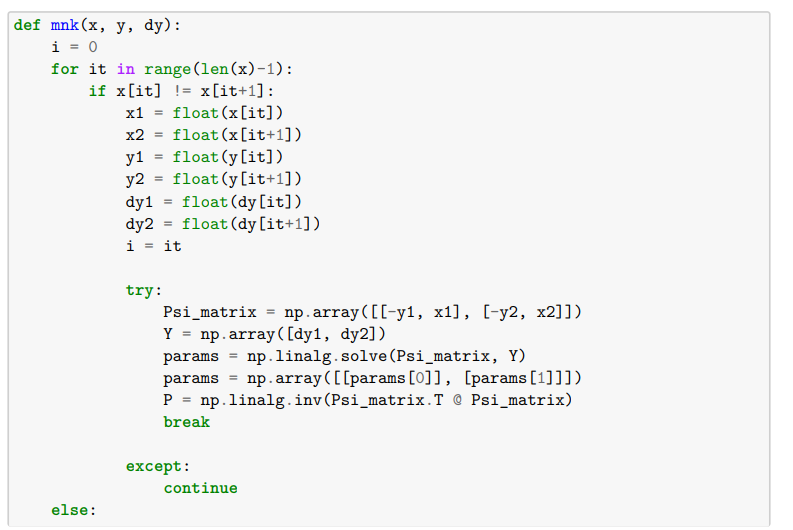 def mnk(x, y, dy):
    i = 0
    for it in range(len(x)-1):
        if x[it] != x[it+1]:
            x1 = float(x[it])
            x2 = float(x[it+1])
            y1 = float(y[it])
            y2 = float(y[it+1])
            dy1 = float(dy[it])
            dy2 = float(dy[it+1])
            i = it

            try:
                Psi_matrix = np.array([[-y1, x1], [-y2, x2]])
                Y = np.array([dy1, dy2])
                params = np.linalg.solve(Psi_matrix, Y)
                params = np.array([[params[0]], [params[1]]])
                P = np.linalg.inv(Psi_matrix.T @ Psi_matrix)
                break

            except:
                continue
    else: